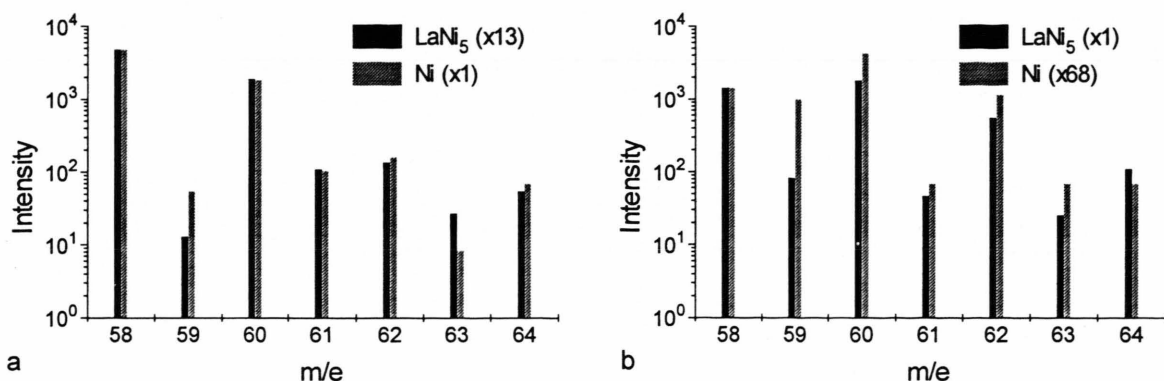 10⁴
10³
10²
10¹
10⁰
Intensity
LaNi₅ (x13)
Ni (x1)
58 59 60 61 62 63 64
m/e
a
10⁴
10³
10²
10¹
10⁰
Intensity
LaNi₅ (x1)
Ni (x68)
58 59 60 61 62 63 64
m/e
b